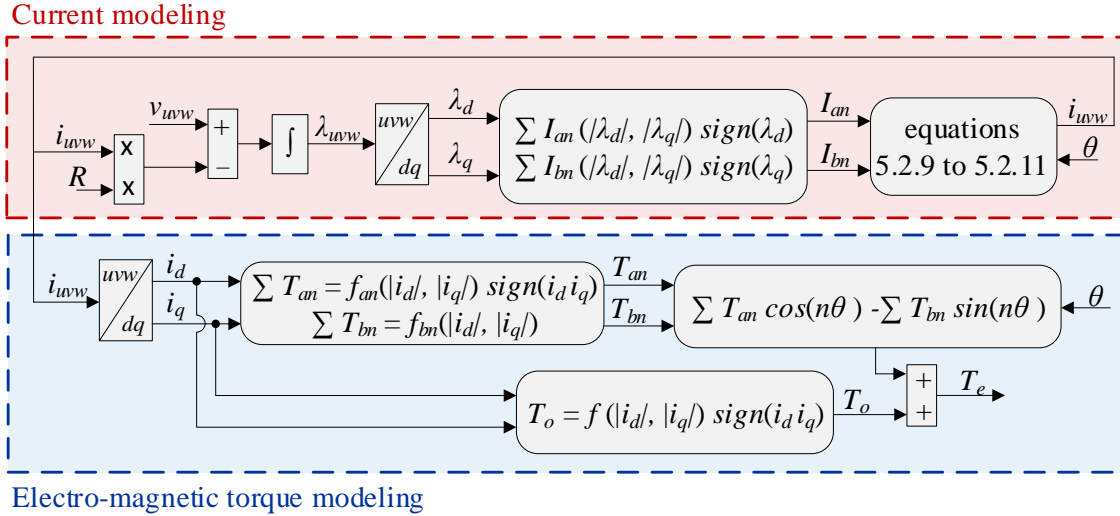 Current modeling
v_uvw
i_uvw
R
x
x
+
−
∫
λ_uvw
uvw
dq
λ_d
λ_q
∑ I_an (|λ_d|, |λ_q|) sign(λ_d)
∑ I_bn (|λ_d|, |λ_q|) sign(λ_q)
I_an
I_bn
equations
5.2.9 to 5.2.11
i_uvw
θ
i_uvw
uvw
dq
i_d
i_q
∑ T_an = f_an(|i_d|, |i_q|) sign(i_d i_q)
∑ T_bn = f_bn(|i_d|, |i_q|)
T_an
T_bn
∑ T_an cos(nθ ) -∑ T_bn sin(nθ )
θ
T_o = f (|i_d|, |i_q|) sign(i_d i_q)
T_o
+
+
T_e
Electro-magnetic torque modeling